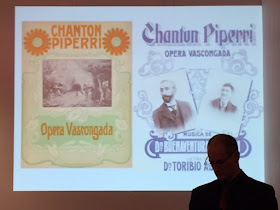 CHANTON
PIPERRI
Opera Vascongada
Chanton Piperri
OPERA VASCONGADA
MUSICA DE
Dn BUENAVENTURA
Dn TORIBIO